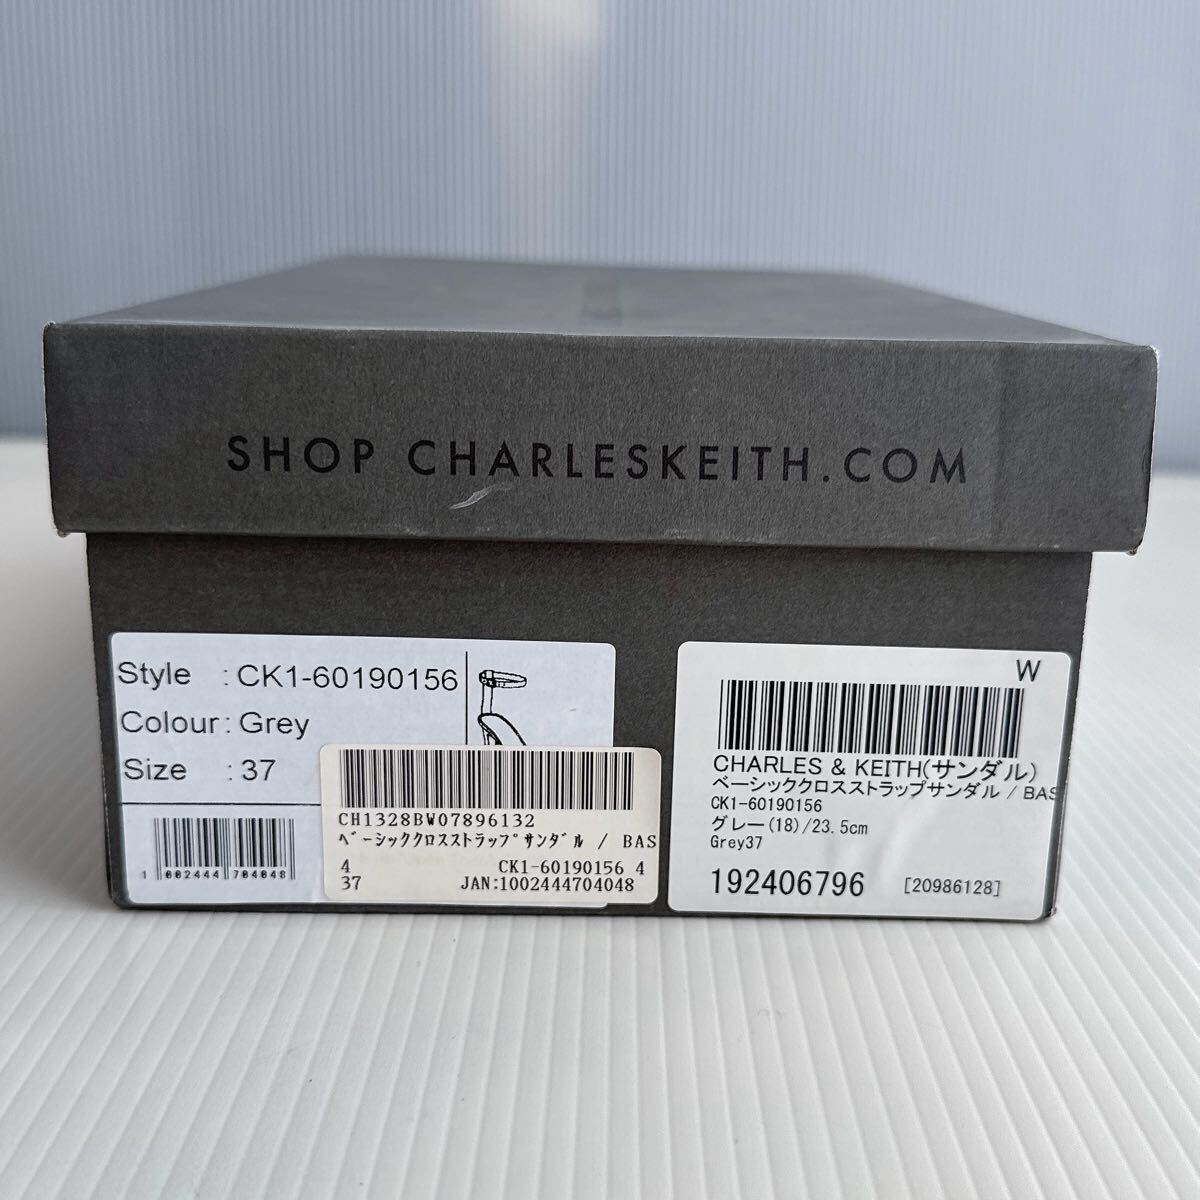 SHOP CHARLESKEITH.COM
Style : CK1-60190156
Colour : Grey
Size : 37
1 002444 704048
CH1328BW07896132
ﾍﾞｰｼｯｸｸﾛｽｽﾄﾗｯﾌﾟｻﾝﾀﾞﾙ / BAS
4 CK1-60190156 4
37 JAN:1002444704048
W
CHARLES & KEITH(サンダル)
ベーシッククロスストラップサンダル / BAS
CK1-60190156
グレー(18)/23.5cm
Grey37
192406796 [20986128]